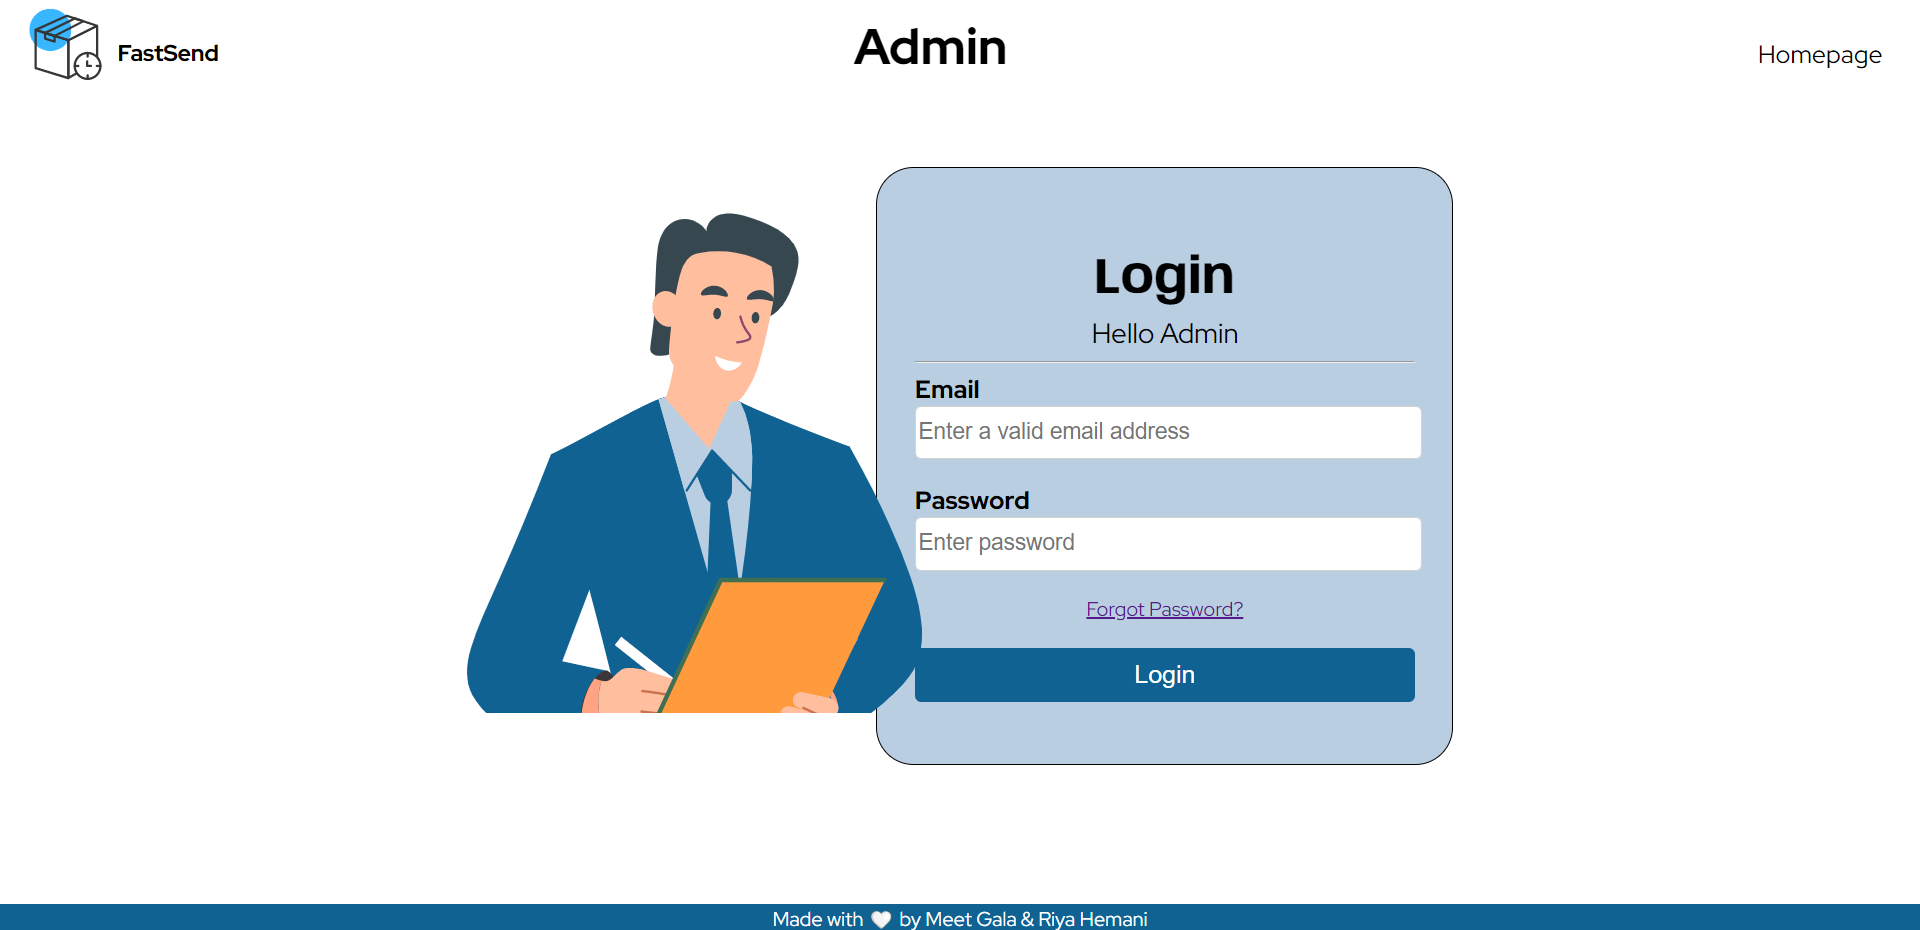 FastSend
Admin
Homepage
Login
Hello Admin
Email
Enter a valid email address
Password
Enter password
Forgot Password?
Login
Made with 🤍 by Meet Gala & Riya Hemani